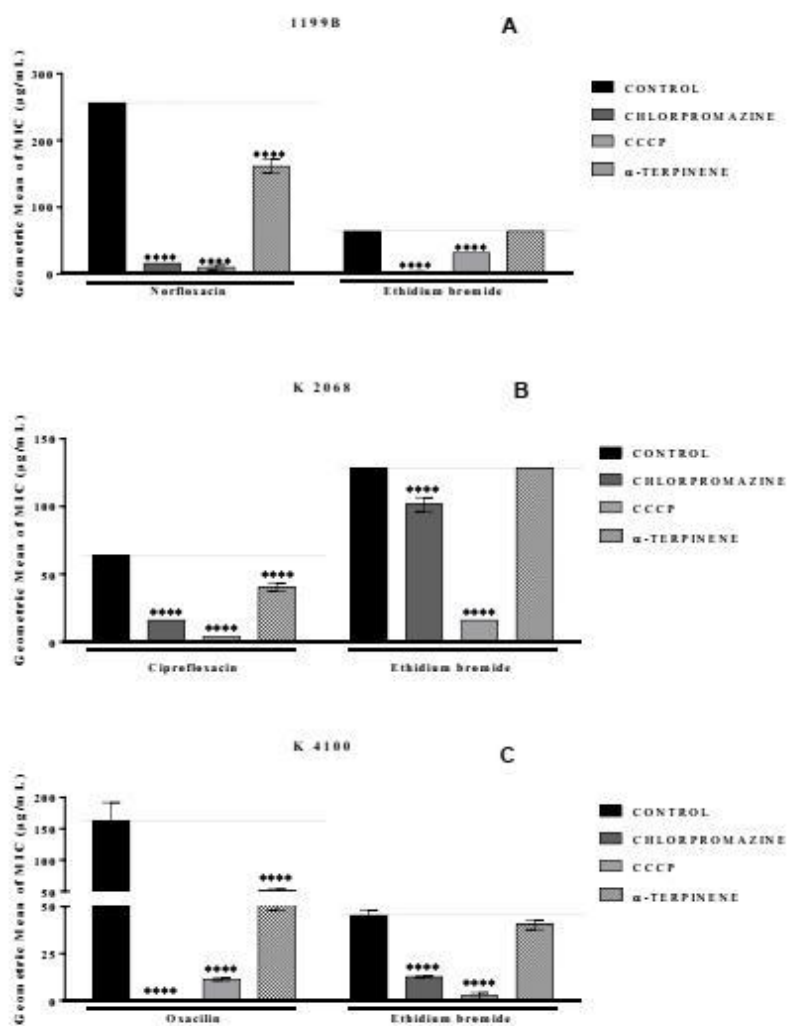 1199B A
Geometric Mean of MIC (µg/mL)
300
200
100
0
**** **** ****
**** ****
Norfloxacin Ethidium bromide
CONTROL
CHLORPROMAZINE
CCCP
α-TERPINENE
K 2068 B
Geometric Mean of MIC (µg/mL)
150
100
50
0
**** **** ****
**** ****
Ciprofloxacin Ethidium bromide
CONTROL
CHLORPROMAZINE
CCCP
α-TERPINENE
K 4100 C
Geometric Mean of MIC (µg/mL)
200
150
100
50
50
25
0
**** **** ****
**** ****
Oxacilin Ethidium bromide
CONTROL
CHLORPROMAZINE
CCCP
α-TERPINENE